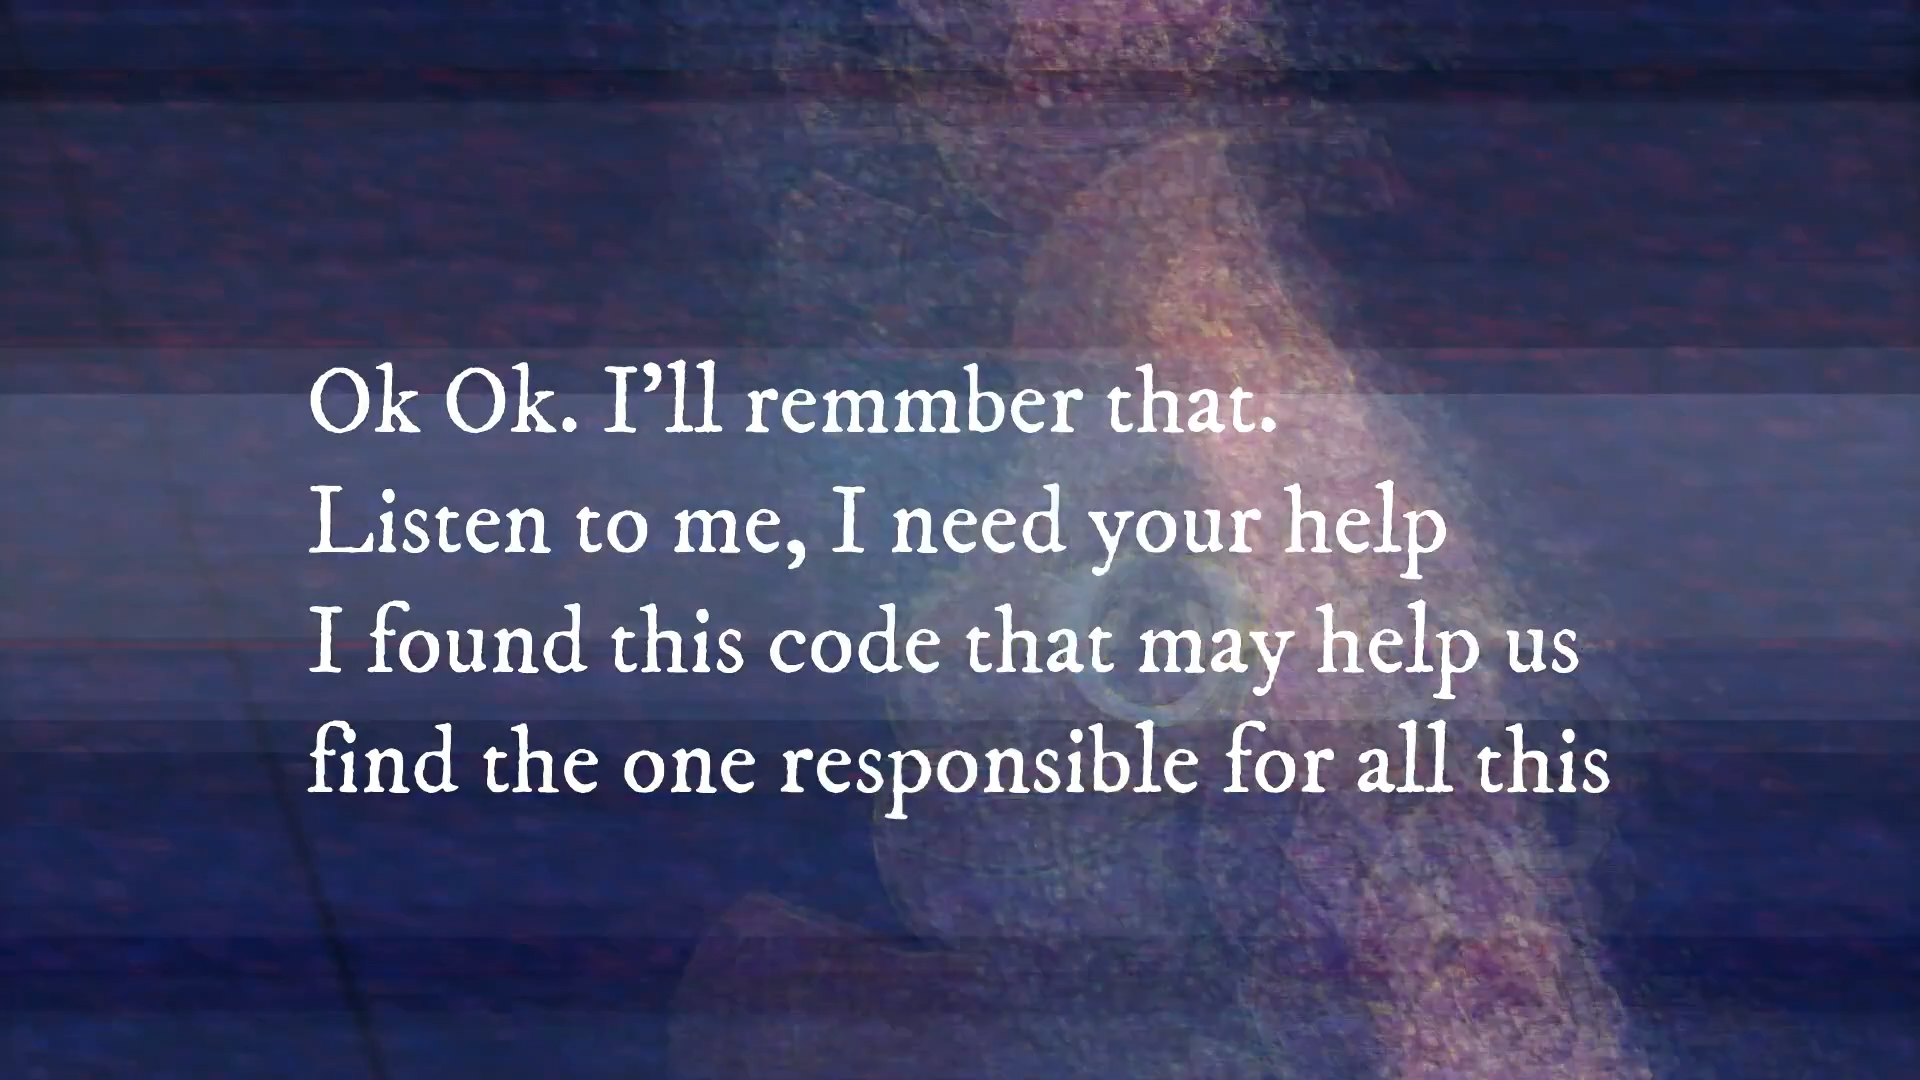 Ok Ok. I’ll remmber that.
Listen to me, I need your help
I found this code that may help us
find the one responsible for all this